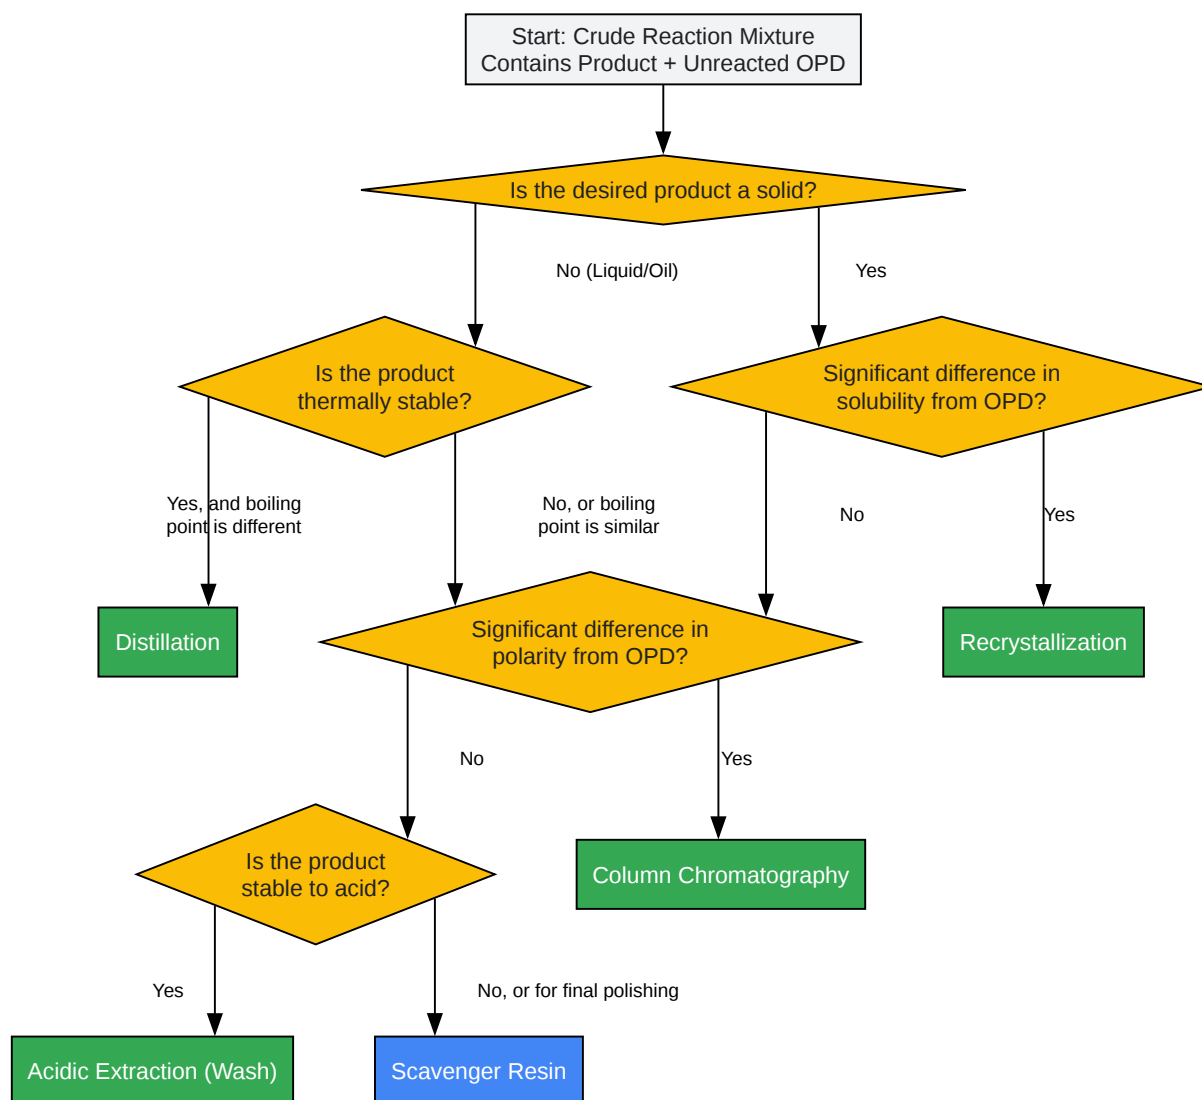 Start: Crude Reaction Mixture
Contains Product + Unreacted OPD
Is the desired product a solid?
No (Liquid/Oil)
Yes
Is the product
thermally stable?
Significant difference in
solubility from OPD?
Yes, and boiling
point is different
No, or boiling
point is similar
No
Yes
Distillation
Significant difference in
polarity from OPD?
Recrystallization
No
Yes
Is the product
stable to acid?
Column Chromatography
Yes
No, or for final polishing
Acidic Extraction (Wash)
Scavenger Resin